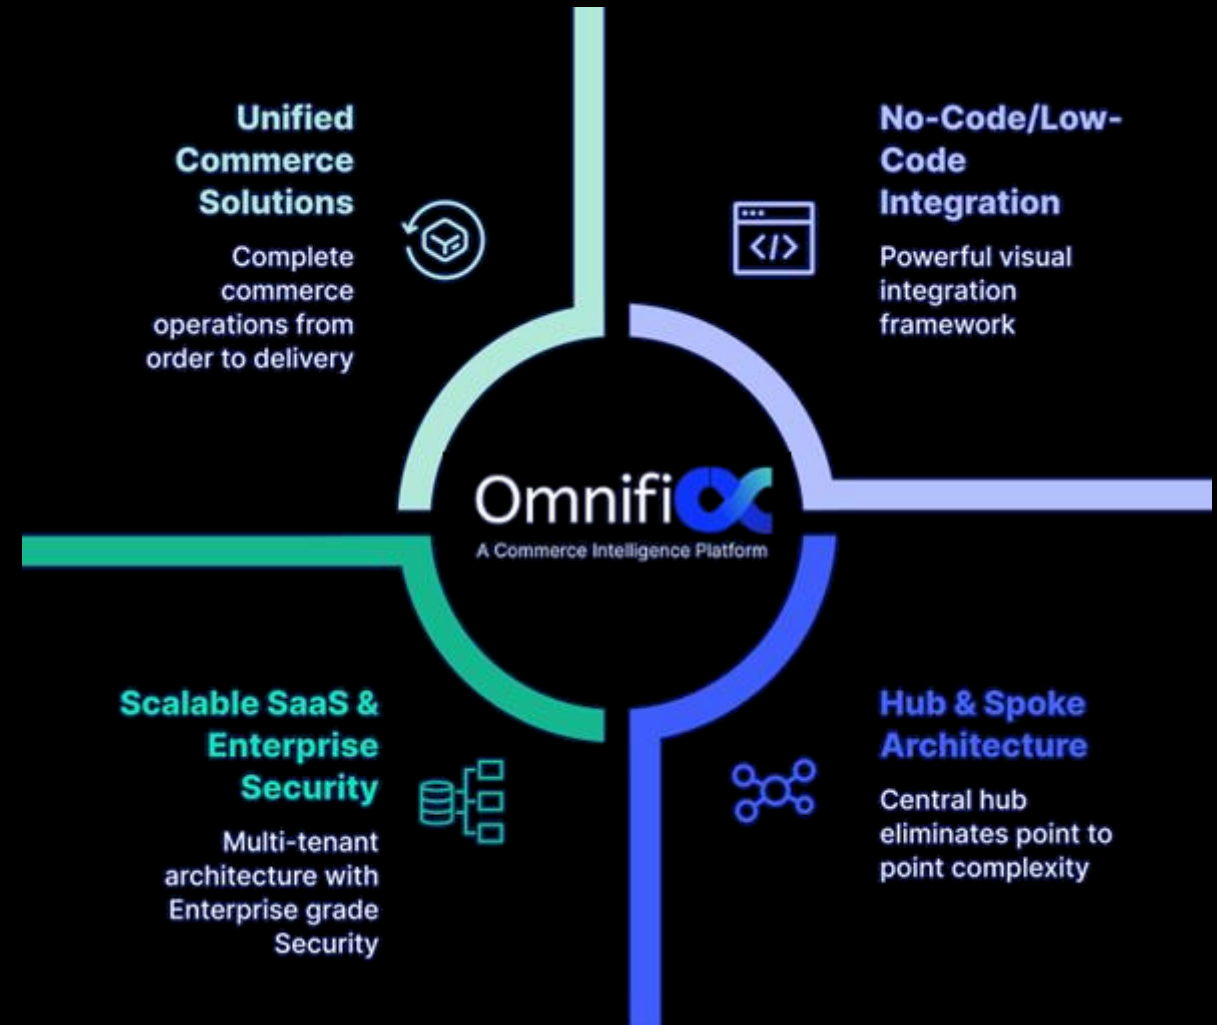 Unified
Commerce
Solutions
Complete
commerce
operations from
order to delivery
No-Code/Low-
Code
Integration
Powerful visual
integration
framework
Omnifi
A Commerce Intelligence Platform
Scalable SaaS &
Enterprise
Security
Multi-tenant
architecture with
Enterprise grade
Security
Hub & Spoke
Architecture
Central hub
eliminates point to
point complexity